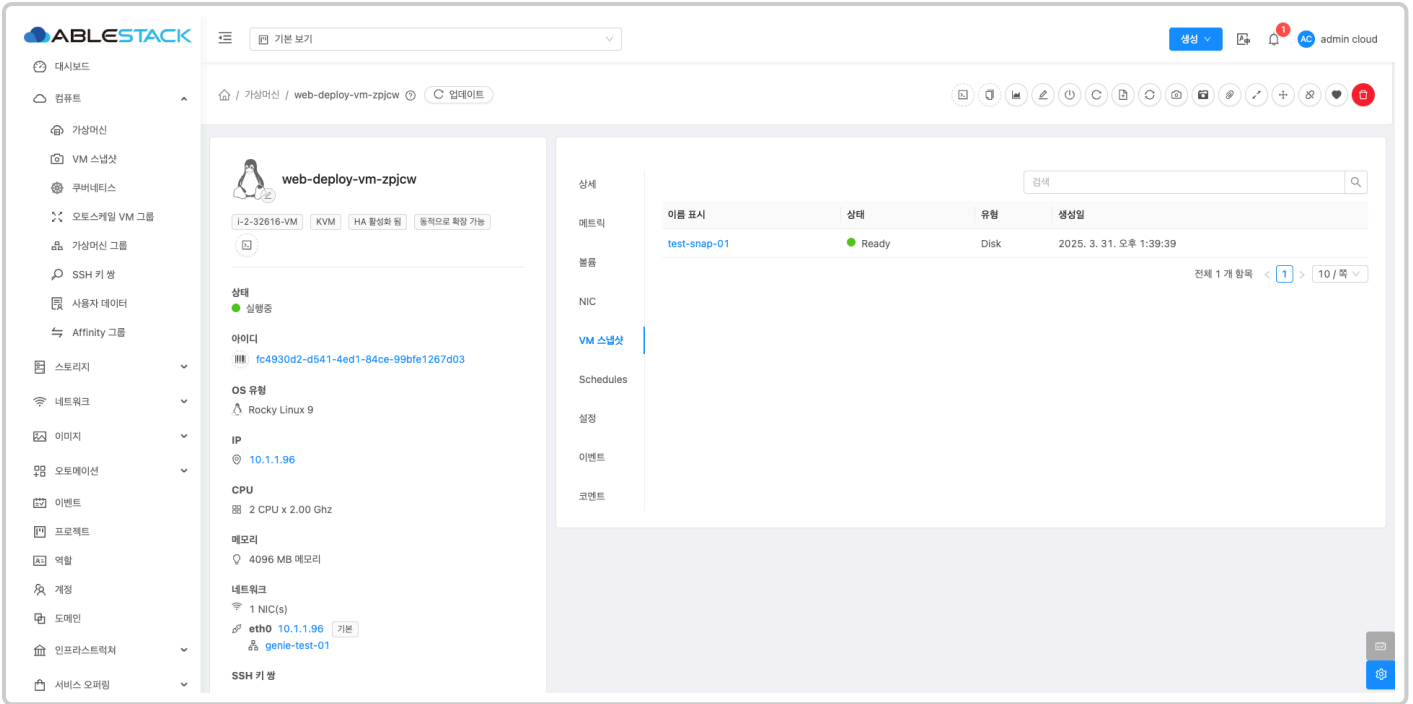 ABLESTACK
기본 보기
생성
1
AC admin cloud
대시보드
컴퓨트
가상머신
VM 스냅샷
쿠버네티스
오토스케일 VM 그룹
가상머신 그룹
SSH 키 쌍
사용자 데이터
Affinity 그룹
스토리지
네트워크
이미지
오토메이션
이벤트
프로젝트
역할
계정
도메인
인프라스트럭쳐
서비스 오퍼링
/ 가상머신 / web-deploy-vm-zpjcw 업데이트
web-deploy-vm-zpjcw
i-2-32616-VM KVM HA 활성화 됨 동적으로 확장 가능
상태
실행중
아이디
fc4930d2-d541-4ed1-84ce-99bfe1267d03
OS 유형
Rocky Linux 9
IP
10.1.1.96
CPU
2 CPU x 2.00 Ghz
메모리
4096 MB 메모리
네트워크
1 NIC(s)
eth0 10.1.1.96 기본
genie-test-01
SSH 키 쌍
상세
메트릭
볼륨
NIC
VM 스냅샷
Schedules
설정
이벤트
코멘트
검색
이름 표시 상태 유형 생성일
test-snap-01 Ready Disk 2025. 3. 31. 오후 1:39:39
전체 1 개 항목 < 1 > 10 / 쪽